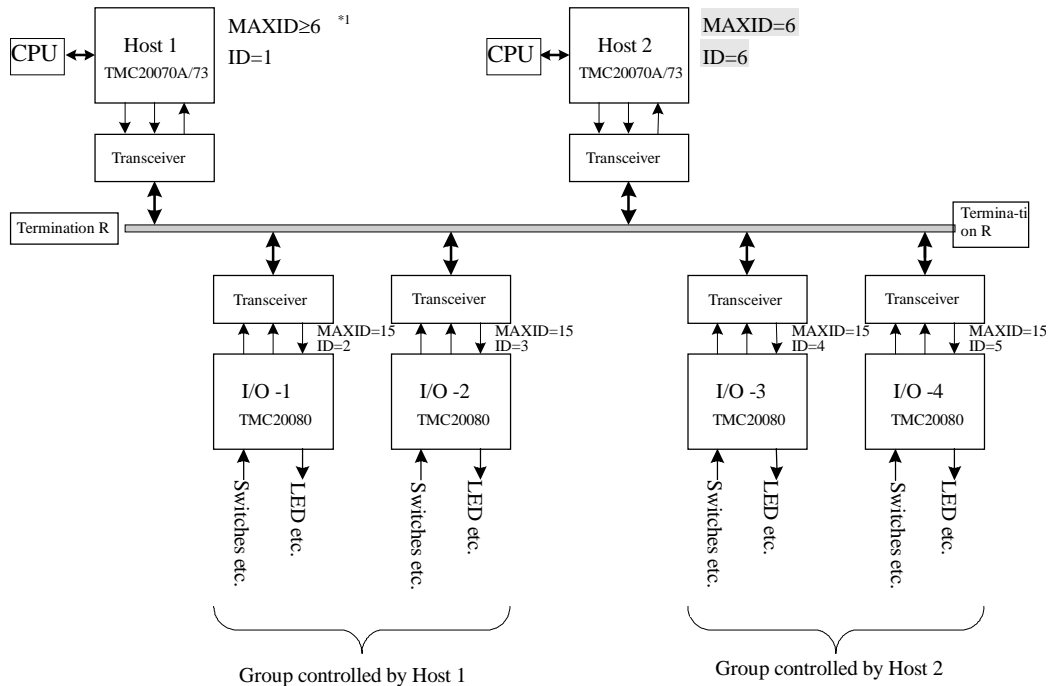 CPU
Host 1
TMC20070A/73
MAXID≥6 *1
ID=1
Transceiver
CPU
Host 2
TMC20070A/73
MAXID=6
ID=6
Transceiver
Termination R
Termina-ti
on R
Transceiver
MAXID=15
ID=2
I/O -1
TMC20080
Switches etc.
LED etc.
Transceiver
MAXID=15
ID=3
I/O -2
TMC20080
Switches etc.
LED etc.
Transceiver
MAXID=15
ID=4
I/O -3
TMC20080
Switches etc.
LED etc.
Transceiver
MAXID=15
ID=5
I/O -4
TMC20080
Switches etc.
LED etc.
Group controlled by Host 1
Group controlled by Host 2